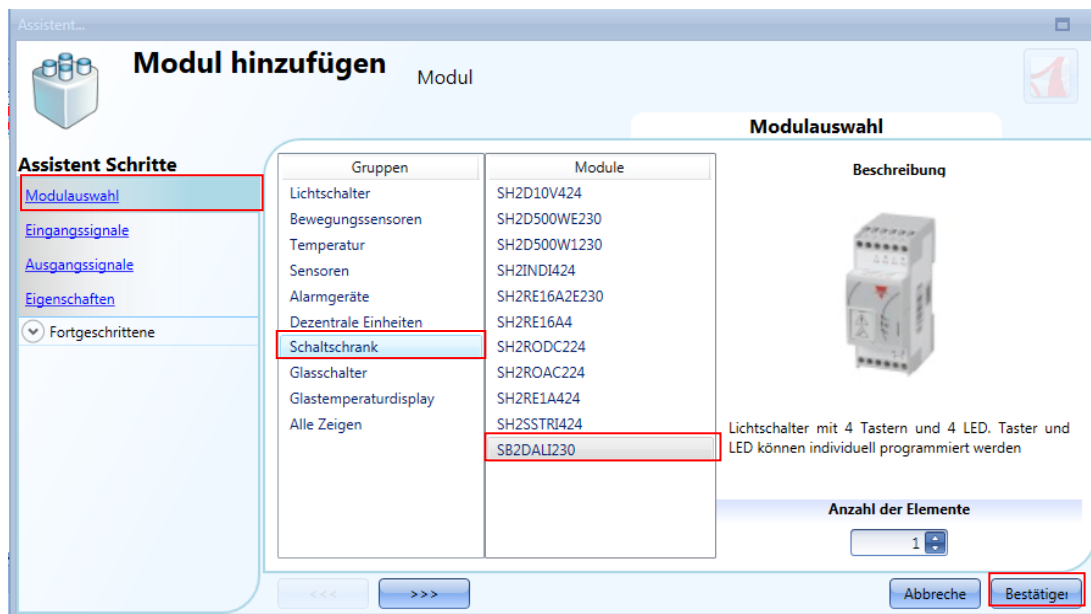 Assistent...
Modul hinzufügen
Modul
Modulauswahl
Assistent Schritte
Modulauswahl
Eingangssignale
Ausgangssignale
Eigenschaften
Fortgeschrittene
Gruppen
Lichtschalter
Bewegungssensoren
Temperatur
Sensoren
Alarmgeräte
Dezentrale Einheiten
Schaltschrank
Glasschalter
Glastemperaturdisplay
Alle Zeigen
Module
SH2D10V424
SH2D500WE230
SH2D500W1230
SH2INDI424
SH2RE16A2E230
SH2RE16A4
SH2RODC224
SH2ROAC224
SH2RE1A424
SH2SSTRI424
SB2DALI230
Beschreibung
Lichtschalter mit 4 Tastern und 4 LED. Taster und
LED können individuell programmiert werden
Anzahl der Elemente
1
<<<
>>>
Abbreche
Bestätiger